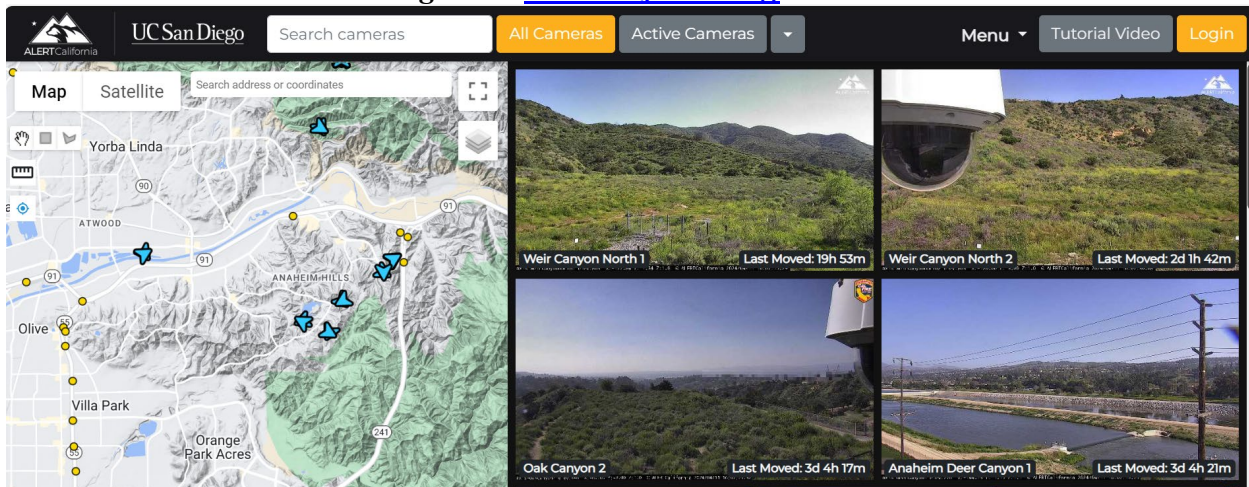 ALERTCalifornia
UC San Diego
Search cameras
All Cameras
Active Cameras
Menu
Tutorial Video
Login
Map
Satellite
Search address or coordinates
Yorba Linda
90
ATWOOD
91
91
91
ANAHEIM HILLS
Olive
55
Villa Park
Orange
Park Acres
55
241
ALERTCalifornia
Weir Canyon North 1
Last Moved: 19h 53m
ALERTCalifornia
Weir Canyon North 2
Last Moved: 2d 1h 42m
Oak Canyon 2
Last Moved: 3d 4h 17m
Anaheim Deer Canyon 1
Last Moved: 3d 4h 21m